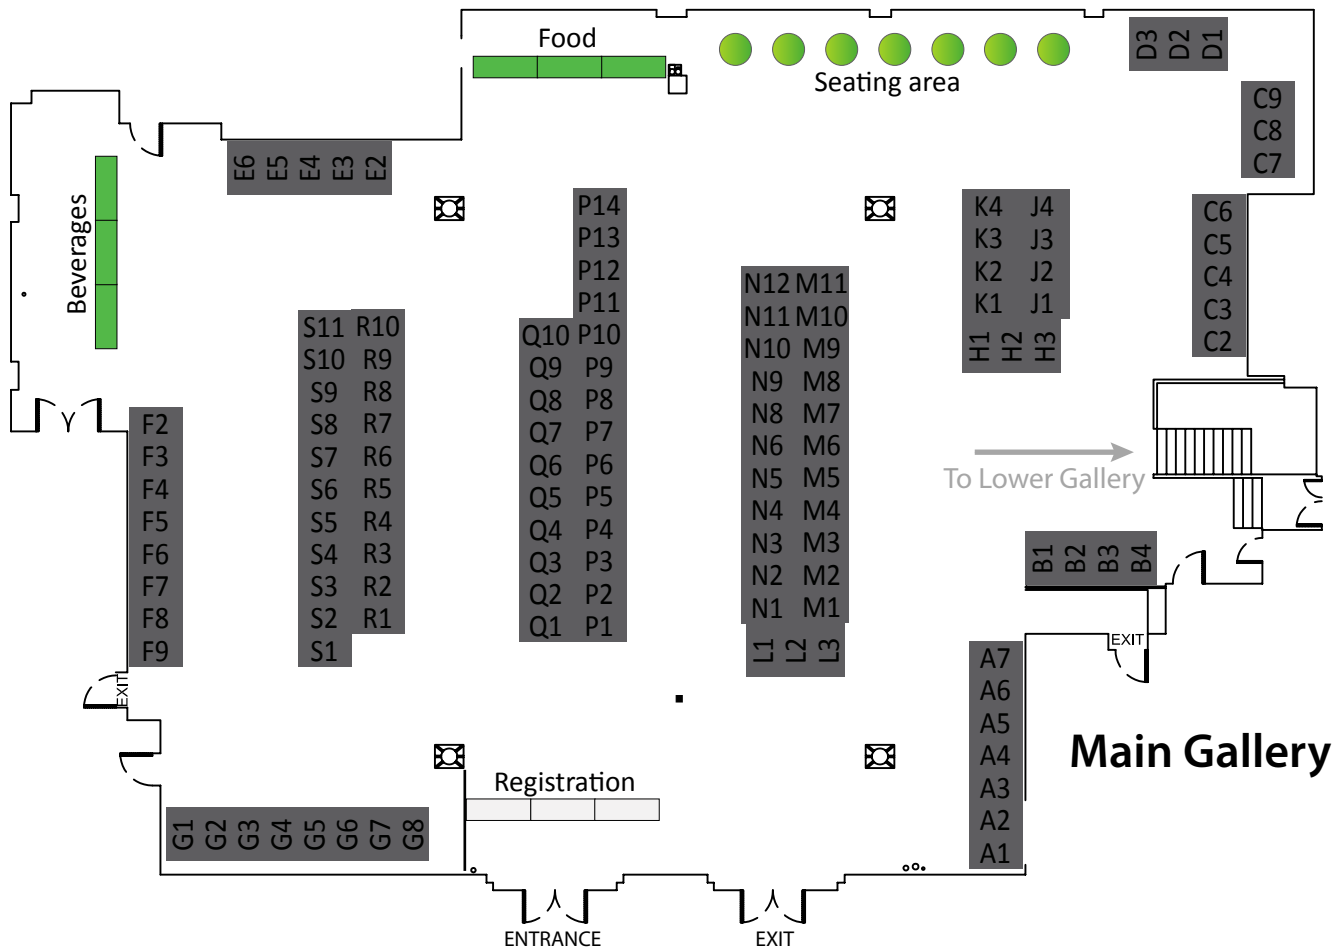 Food
Seating area
D3
D2
D1
C9
C8
C7
E6
E5
E4
E3
E2
Beverages
P14
P13
P12
P11
K4 J4
K3 J3
K2 J2
K1 J1
H1
H2
H3
C6
C5
C4
C3
C2
N12 M11
N11 M10
N10 M9
N9 M8
N8 M7
N6 M6
N5 M5
N4 M4
N3 M3
N2 M2
N1 M1
L1
L2
L3
S11 R10
S10 R9
S9 R8
S8 R7
S7 R6
S6 R5
S5 R4
S4 R3
S3 R2
S2 R1
S1
Q10 P10
Q9 P9
Q8 P8
Q7 P7
Q6 P6
Q5 P5
Q4 P4
Q3 P3
Q2 P2
Q1 P1
F2
F3
F4
F5
F6
F7
F8
F9
EXIT
To Lower Gallery
B1
B2
B3
B4
EXIT
A7
A6
A5
A4
A3
A2
A1
Main Gallery
Registration
G1
G2
G3
G4
G5
G6
G7
G8
ENTRANCE
EXIT